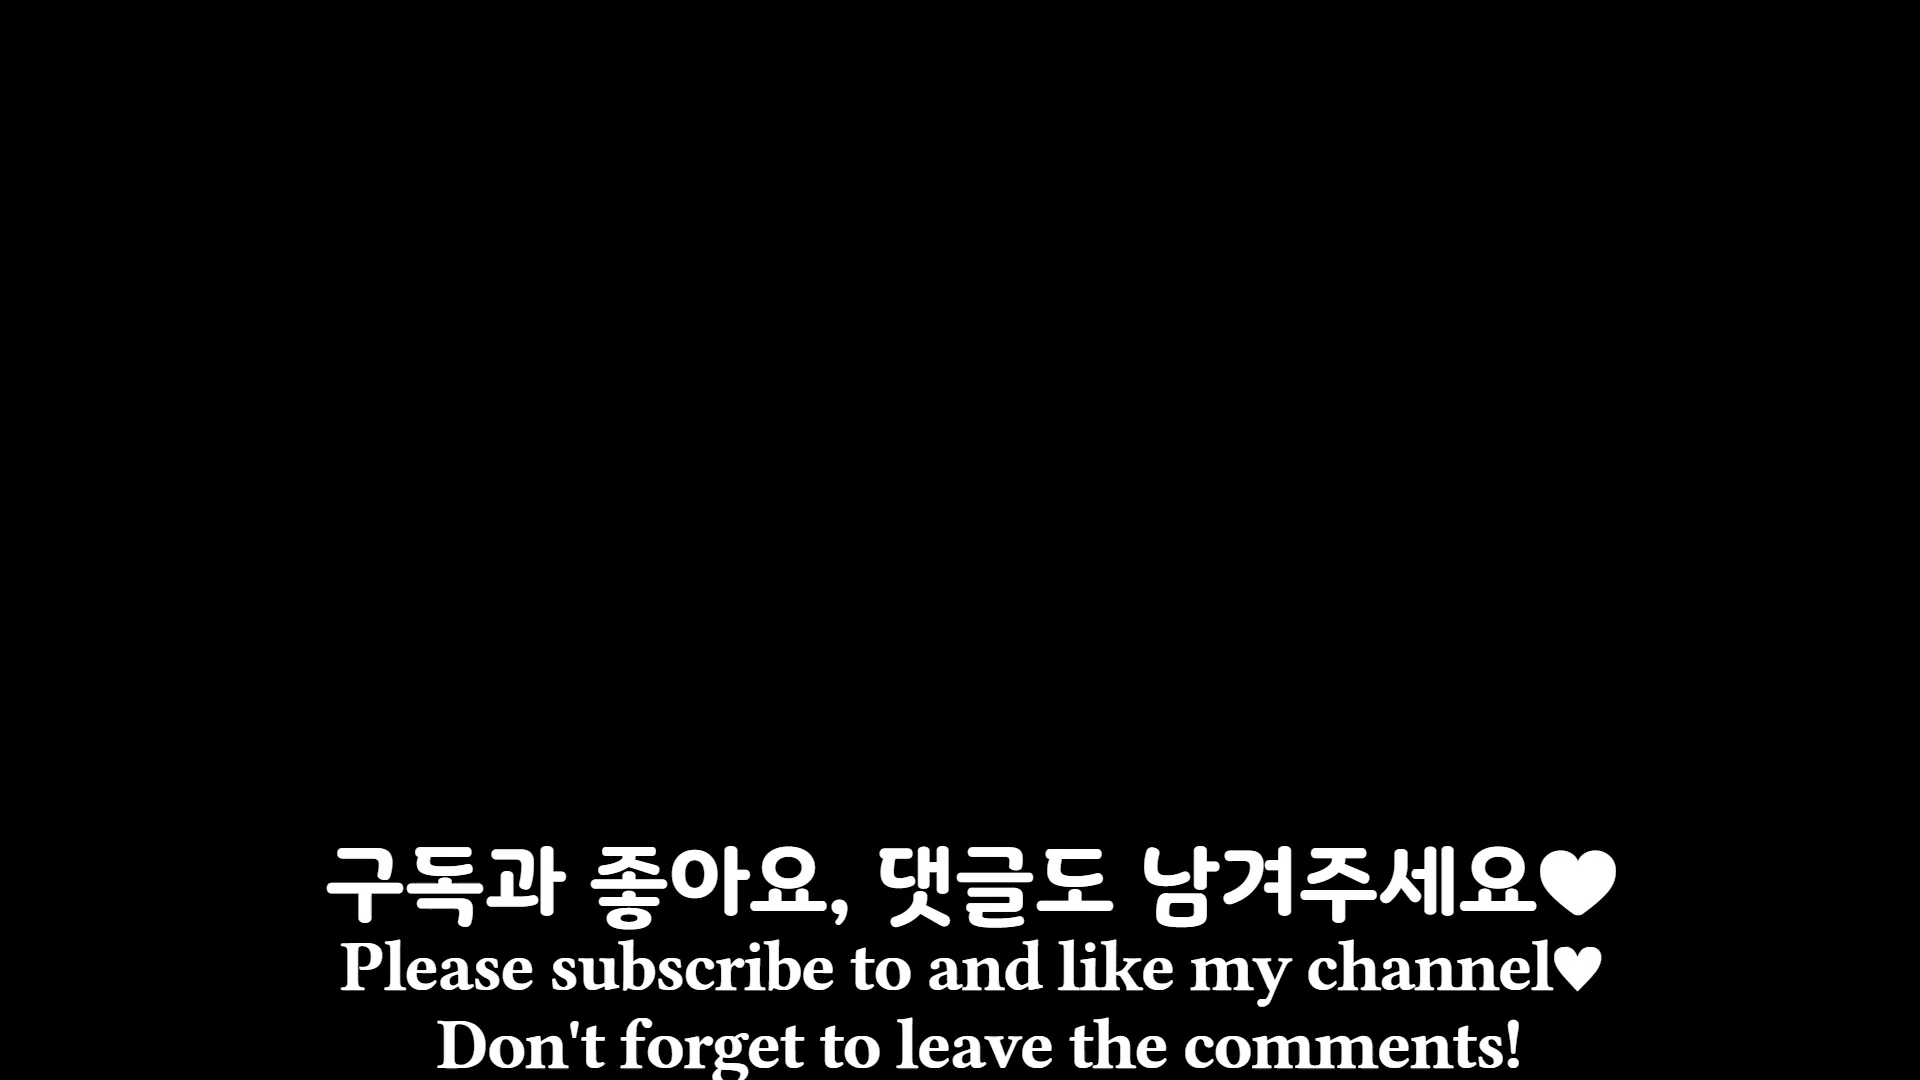 구독과 좋아요, 댓글도 남겨주세요♥
Please subscribe to and like my channel♥
Don't forget to leave the comments!